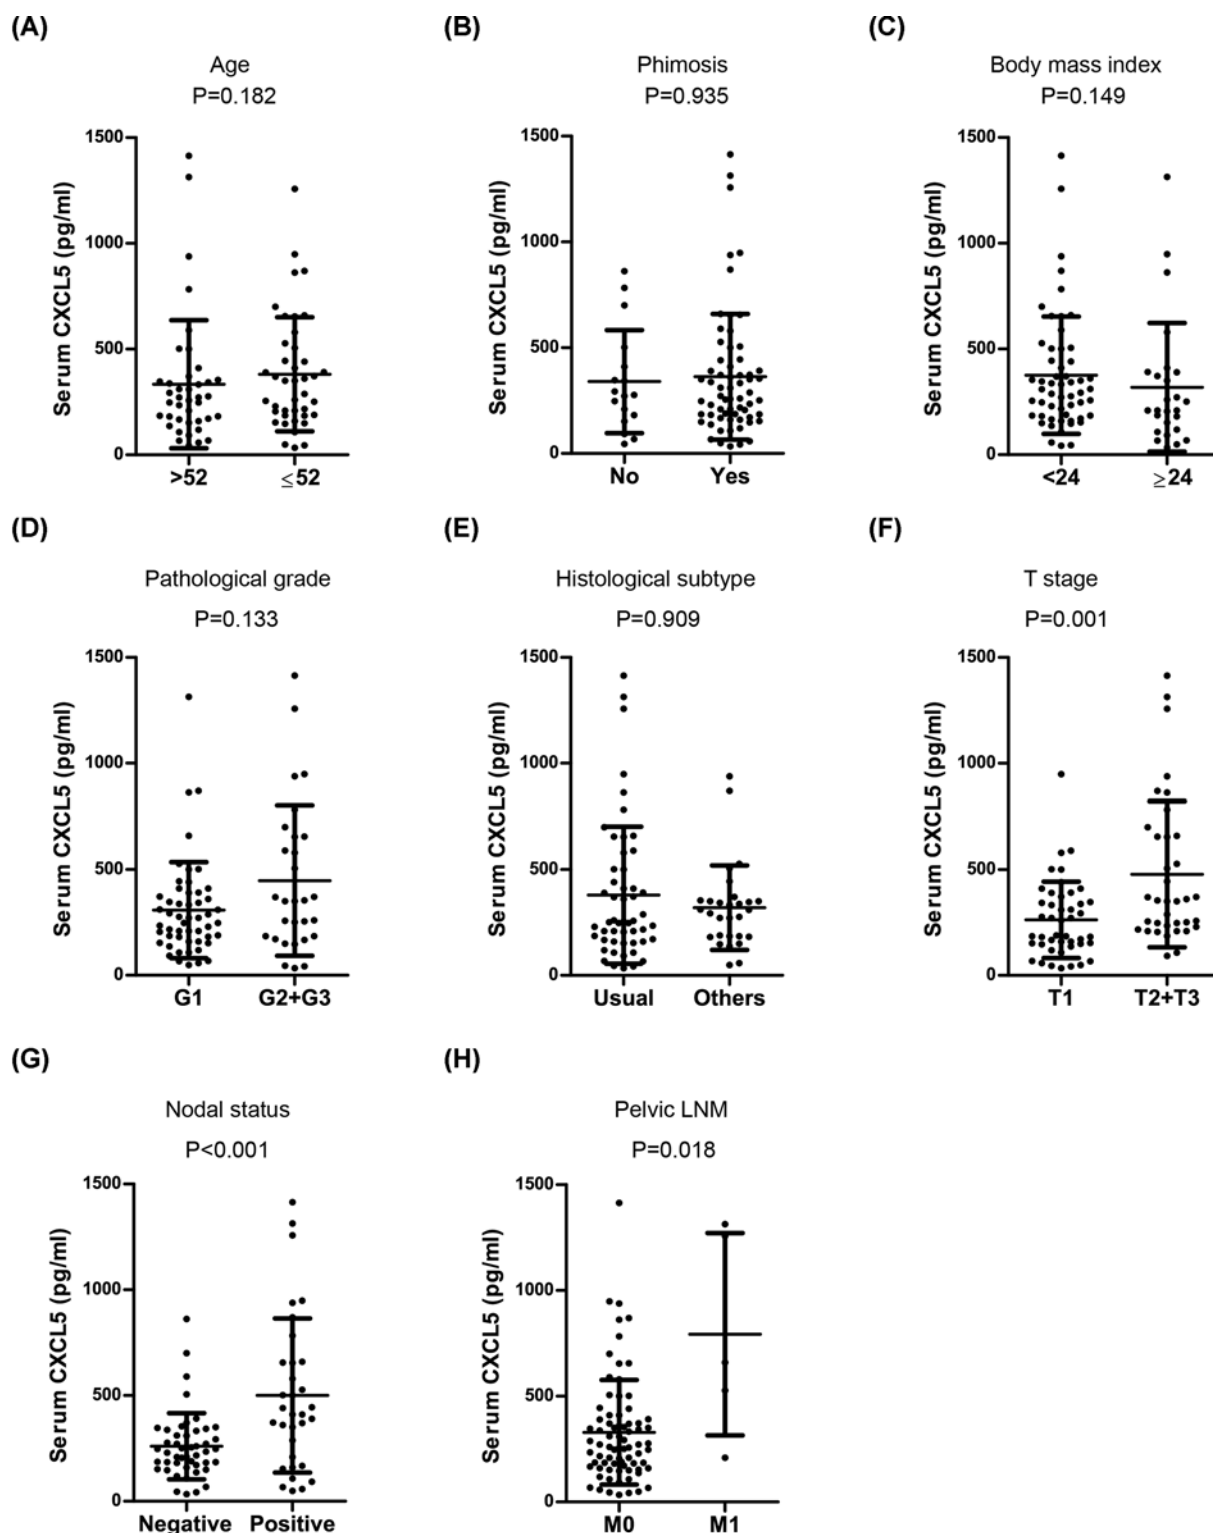 (A)
Age
P=0.182
Serum CXCL5 (pg/ml)
1500
1000
500
0
>52
≤52
(B)
Phimosis
P=0.935
Serum CXCL5 (pg/ml)
1500
1000
500
0
No
Yes
(C)
Body mass index
P=0.149
Serum CXCL5 (pg/ml)
1500
1000
500
0
<24
≥24
(D)
Pathological grade
P=0.133
Serum CXCL5 (pg/ml)
1500
1000
500
0
G1
G2+G3
(E)
Histological subtype
P=0.909
Serum CXCL5 (pg/ml)
1500
1000
500
0
Usual
Others
(F)
T stage
P=0.001
Serum CXCL5 (pg/ml)
1500
1000
500
0
T1
T2+T3
(G)
Nodal status
P<0.001
Serum CXCL5 (pg/ml)
1500
1000
500
0
Negative
Positive
(H)
Pelvic LNM
P=0.018
Serum CXCL5 (pg/ml)
1500
1000
500
0
M0
M1